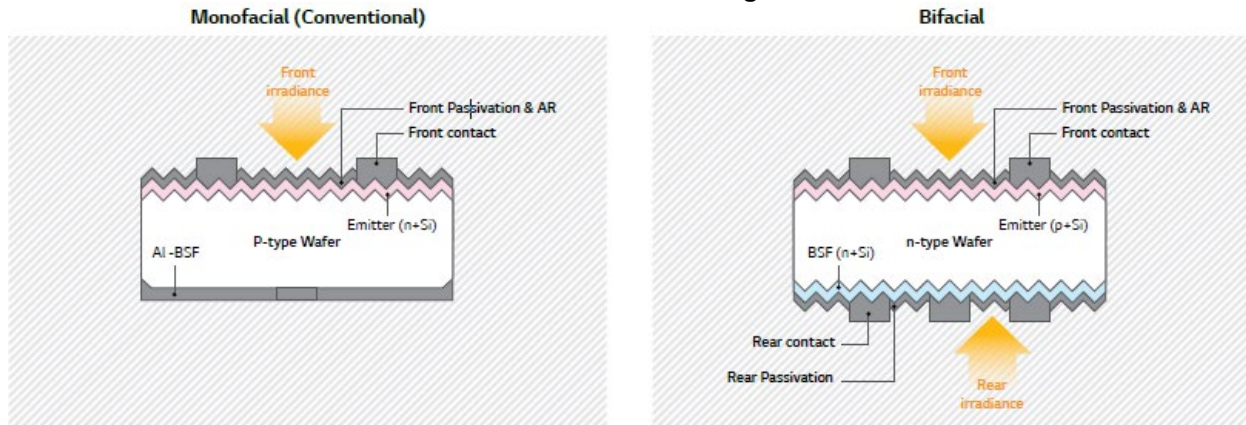 Monofacial (Conventional)
Front
irradiance
Front Passivation & AR
Front contact
Emitter (n+Si)
P-type Wafer
Al -BSF
Bifacial
Front
irradiance
Front Passivation & AR
Front contact
Emitter (p+Si)
n-type Wafer
BSF (n+Si)
Rear contact
Rear Passivation
Rear
irradiance